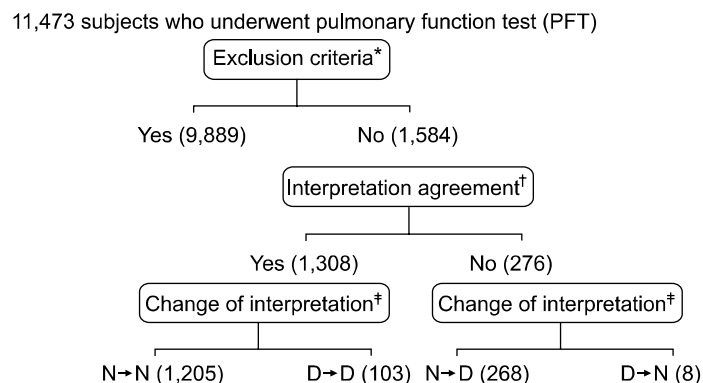 11,473 subjects who underwent pulmonary function test (PFT)
Exclusion criteria*
Yes (9,889) No (1,584)
Interpretation agreement†
Yes (1,308) No (276)
Change of interpretation‡ Change of interpretation‡
N→N (1,205) D→D (103) N→D (268) D→N (8)